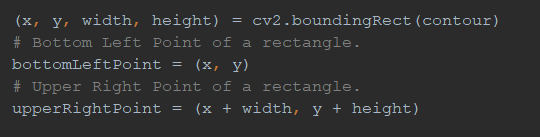 (x, y, width, height) = cv2.boundingRect(contour)
# Bottom Left Point of a rectangle.
bottomLeftPoint = (x, y)
# Upper Right Point of a rectangle.
upperRightPoint = (x + width, y + height)